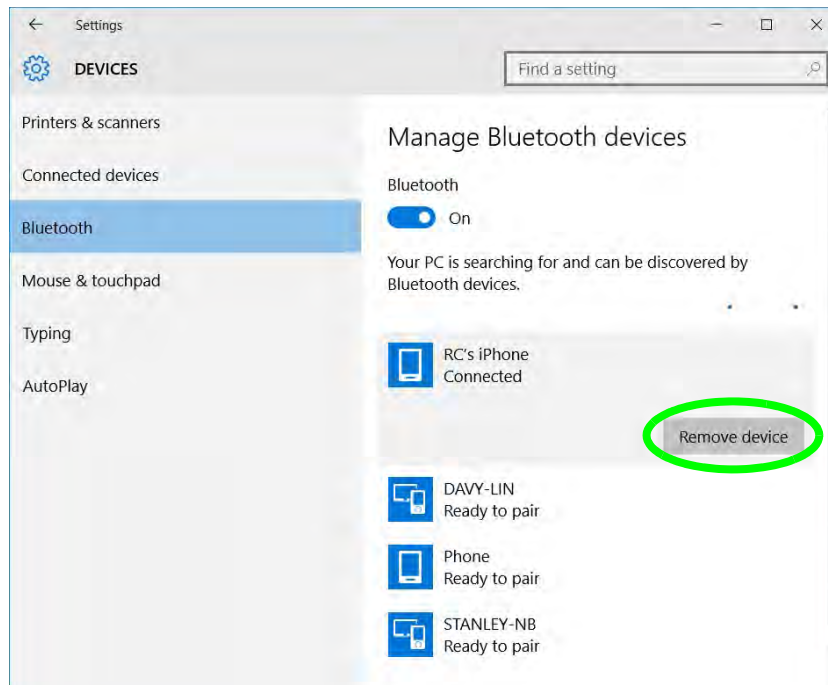 Settings
DEVICES
Find a setting
Printers & scanners
Connected devices
Bluetooth
Mouse & touchpad
Typing
AutoPlay
Manage Bluetooth devices
Bluetooth
On
Your PC is searching for and can be discovered by
Bluetooth devices.
RC's iPhone
Connected
Remove device
DAVY-LIN
Ready to pair
Phone
Ready to pair
STANLEY-NB
Ready to pair